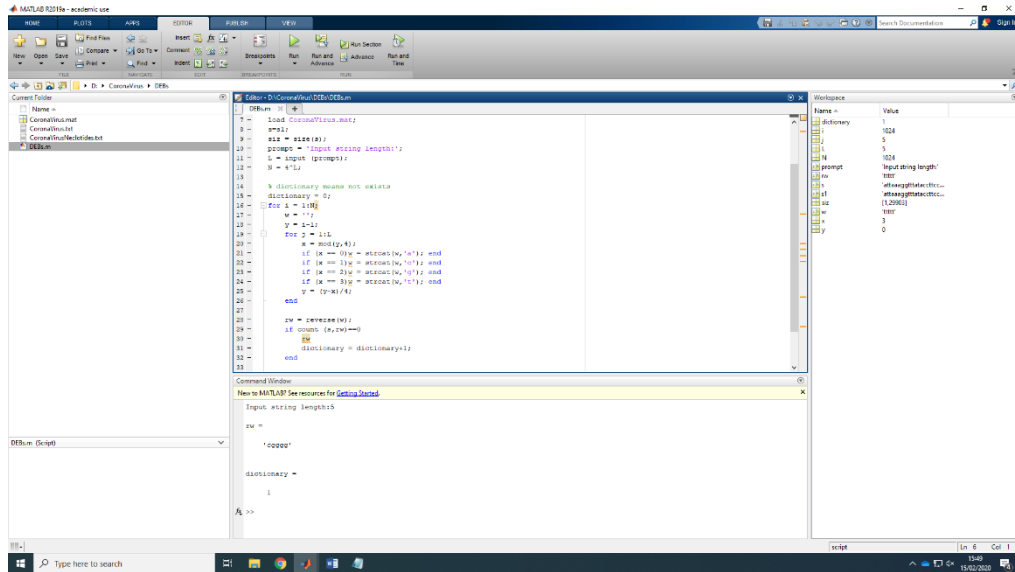 MATLAB R2019a - academic use
HOME PLOTS APPS EDITOR PUBLISH VIEW
Search Documentation
Sign In
New Open Save
Find Files
Compare
Print
Go To
Find
Insert
Comment
Indent
Breakpoints
Run
Run and Advance
Run Section
Advance
Run and Time
FILE NAVIGATE EDIT BREAKPOINTS RUN
D: CoronaVirus DEBs
Current Folder
Name
CoronaVirus.mat
CoronaVirus.txt
CoronaVirusNecletides.txt
DEBs.m
DEBs.m (Script)
Editor - D:\CoronaVirus\DEBs\DEBs.m
DEBs.m
7 - load CoronaVirus.mat;
8 - s=s1;
9 - siz = size(s);
10 - prompt = 'Input string length:';
11 - L = input (prompt);
12 - N = 4^L;
13
14 % dictionary means not exists
15 - dictionary = 0;
16 - for i = 1:N;
17 - w = '';
18 - y = i-1;
19 - for j = 1:L
20 - x = mod(y,4);
21 - if (x == 0)w = strcat(w,'a'); end
22 - if (x == 1)w = strcat(w,'c'); end
23 - if (x == 2)w = strcat(w,'g'); end
24 - if (x == 3)w = strcat(w,'t'); end
25 - y = (y-x)/4;
26 - end
27
28 - rw = reverse(w);
29 - if count (s,rw)==0
30 - rw
31 - dictionary = dictionary+1;
32 - end
33
Command Window
New to MATLAB? See resources for Getting Started.
Input string length:5
rw =
'cgggg'
dictionary =
1
fx >>
Workspace
Name Value
dictionary 1
i 1024
j 5
L 5
N 1024
prompt 'Input string length:'
rw 'ttttt'
s 'attaaaggtttataccttcc...
s1 'attaaaggtttataccttcc...
siz [1,29903]
w 'ttttt'
x 3
y 0
script Ln 6 Col 1
Type here to search
15:49
15/02/2020